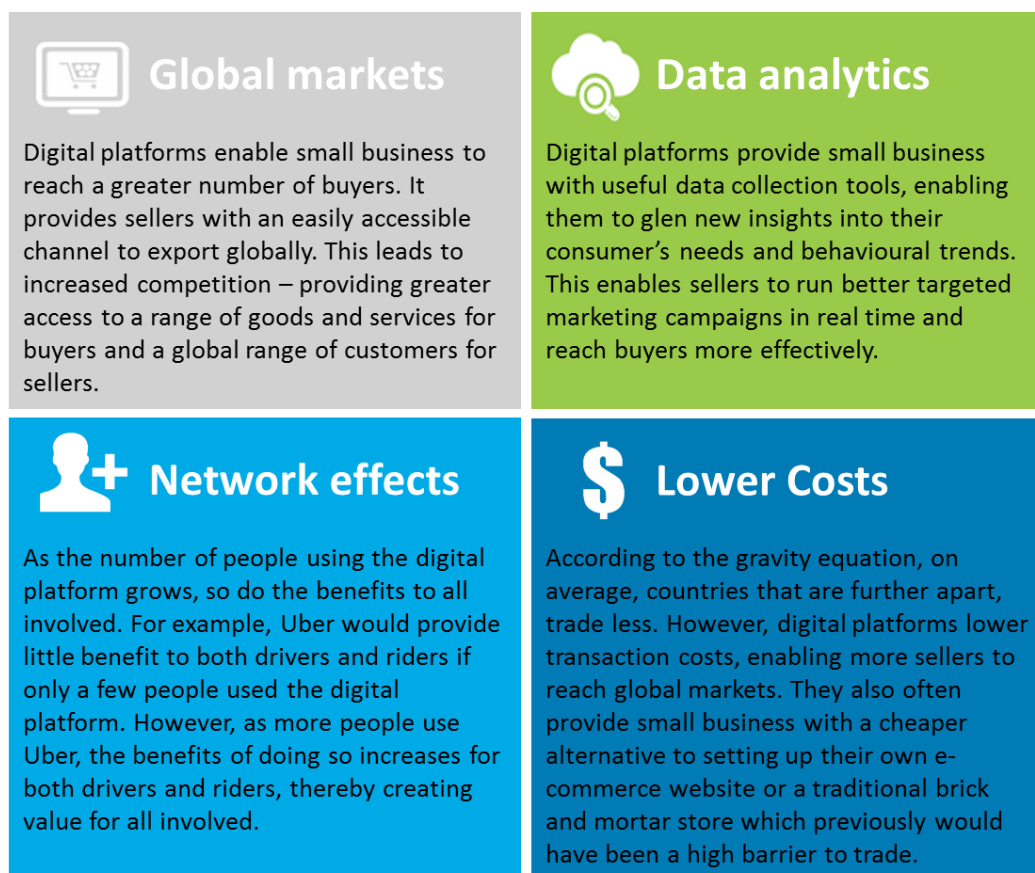 Global markets
Digital platforms enable small business to
reach a greater number of buyers. It
provides sellers with an easily accessible
channel to export globally. This leads to
increased competition – providing greater
access to a range of goods and services for
buyers and a global range of customers for
sellers.
Data analytics
Digital platforms provide small business
with useful data collection tools, enabling
them to glen new insights into their
consumer’s needs and behavioural trends.
This enables sellers to run better targeted
marketing campaigns in real time and
reach buyers more effectively.
Network effects
As the number of people using the digital
platform grows, so do the benefits to all
involved. For example, Uber would provide
little benefit to both drivers and riders if
only a few people used the digital
platform. However, as more people use
Uber, the benefits of doing so increases for
both drivers and riders, thereby creating
value for all involved.
$ Lower Costs
According to the gravity equation, on
average, countries that are further apart,
trade less. However, digital platforms lower
transaction costs, enabling more sellers to
reach global markets. They also often
provide small business with a cheaper
alternative to setting up their own e-
commerce website or a traditional brick
and mortar store which previously would
have been a high barrier to trade.